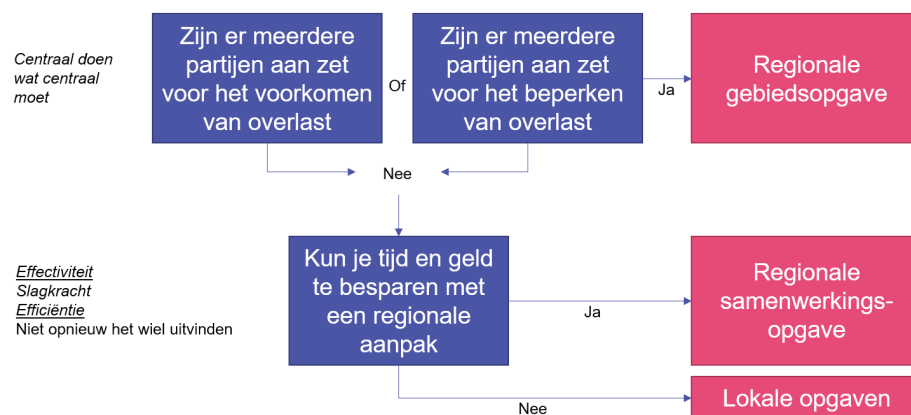 Centraal doen
wat centraal
moet
Zijn er meerdere
partijen aan zet
voor het voorkomen
van overlast
Of
Zijn er meerdere
partijen aan zet
voor het beperken
van overlast
Ja
Regionale
gebiedsopgave
Nee
Effectiviteit
Slagkracht
Efficiëntie
Niet opnieuw het wiel uitvinden
Kun je tijd en geld
te besparen met
een regionale
aanpak
Ja
Regionale
samenwerkings-
opgave
Nee
Lokale opgaven